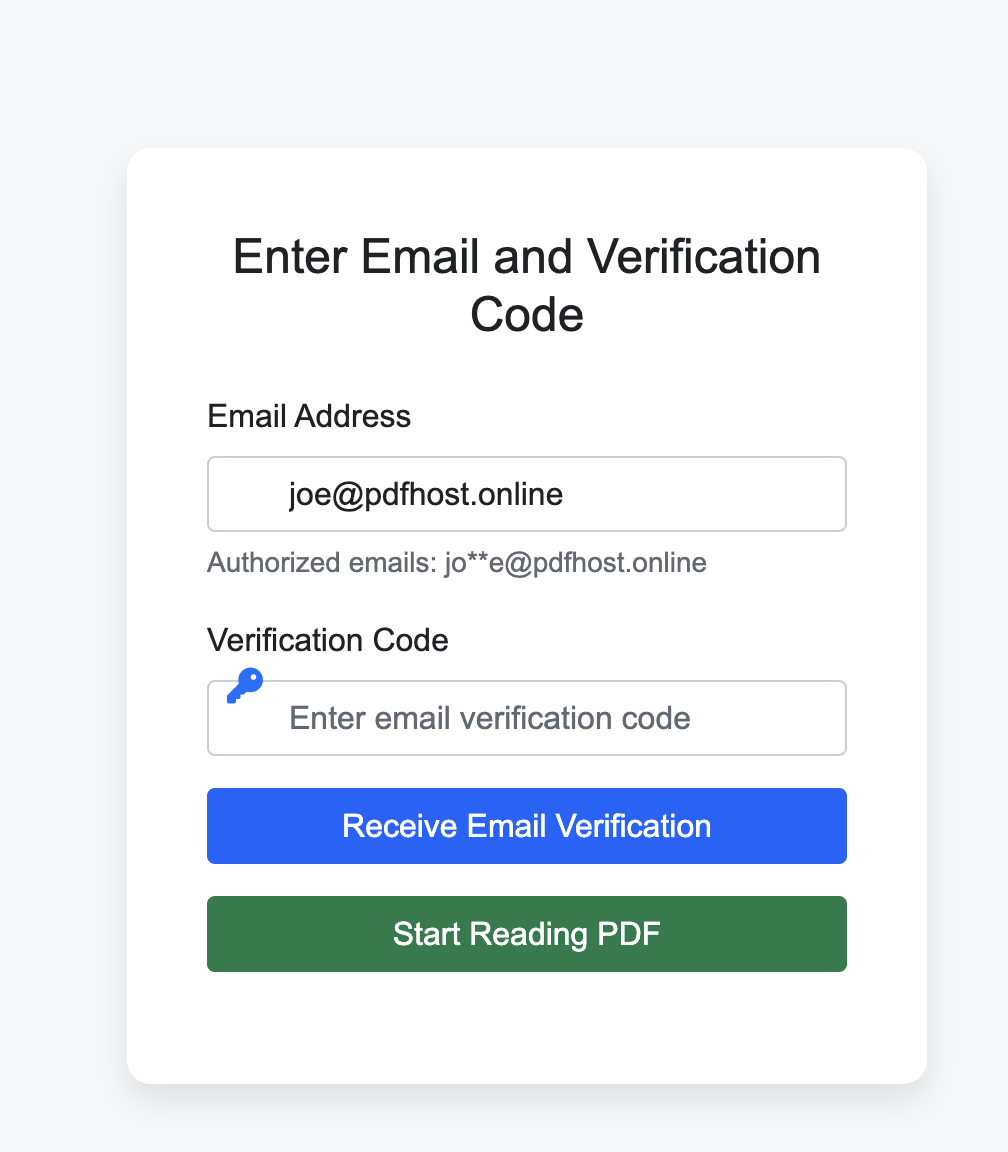 Enter Email and Verification
Code
Email Address
joe@pdfhost.online
Authorized emails: jo**e@pdfhost.online
Verification Code
Enter email verification code
Receive Email Verification
Start Reading PDF